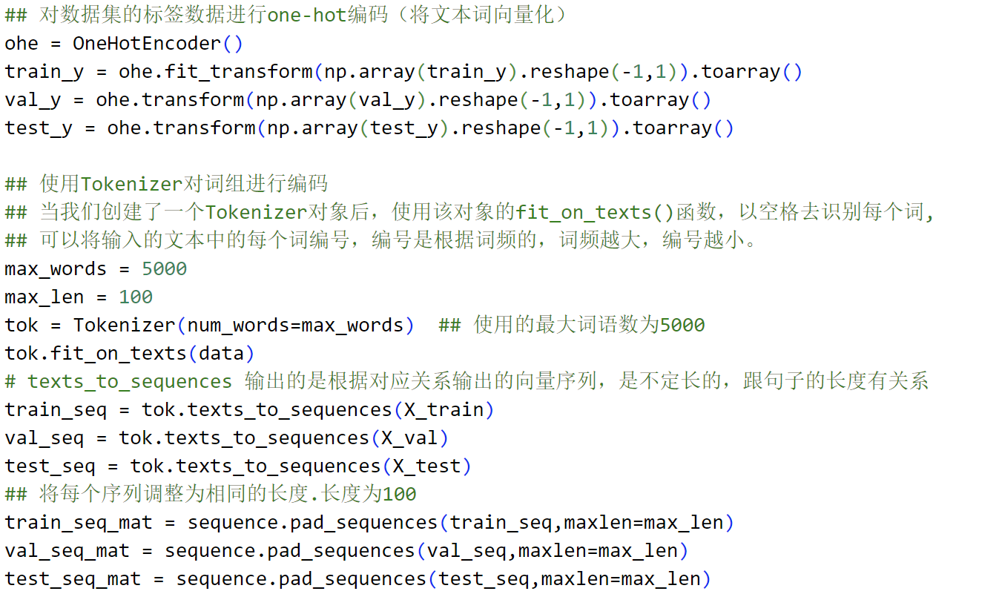 ## 对数据集的标签数据进行one-hot编码（将文本词向量化）
ohe = OneHotEncoder()
train_y = ohe.fit_transform(np.array(train_y).reshape(-1,1)).toarray()
val_y = ohe.transform(np.array(val_y).reshape(-1,1)).toarray()
test_y = ohe.transform(np.array(test_y).reshape(-1,1)).toarray()
## 使用Tokenizer对词组进行编码
## 当我们创建了一个Tokenizer对象后，使用该对象的fit_on_texts()函数，以空格去识别每个词,
## 可以将输入的文本中的每个词编号，编号是根据词频的，词频越大，编号越小。
max_words = 5000
max_len = 100
tok = Tokenizer(num_words=max_words)  ## 使用的最大词语数为5000
tok.fit_on_texts(data)
# texts_to_sequences 输出的是根据对应关系输出的向量序列，是不定长的，跟句子的长度有关系
train_seq = tok.texts_to_sequences(X_train)
val_seq = tok.texts_to_sequences(X_val)
test_seq = tok.texts_to_sequences(X_test)
## 将每个序列调整为相同的长度.长度为100
train_seq_mat = sequence.pad_sequences(train_seq,maxlen=max_len)
val_seq_mat = sequence.pad_sequences(val_seq,maxlen=max_len)
test_seq_mat = sequence.pad_sequences(test_seq,maxlen=max_len)